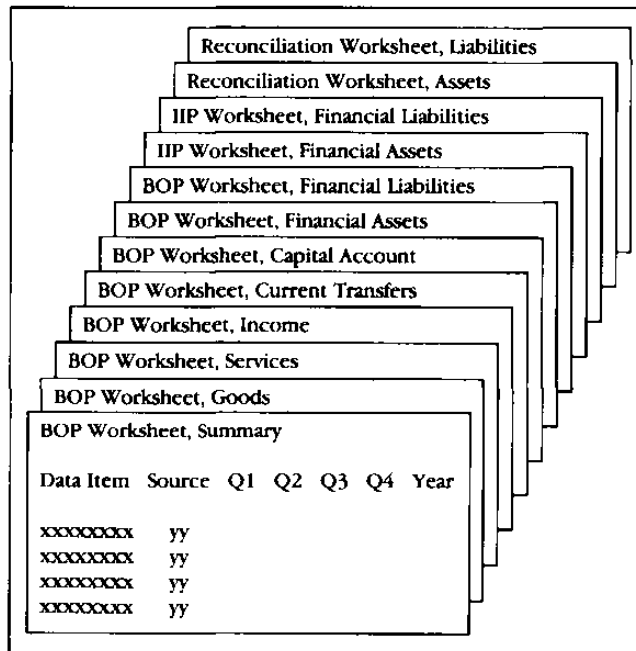 Reconciliation Worksheet, Liabilities
Reconciliation Worksheet, Assets
IIP Worksheet, Financial Liabilities
IIP Worksheet, Financial Assets
BOP Worksheet, Financial Liabilities
BOP Worksheet, Financial Assets
BOP Worksheet, Capital Account
BOP Worksheet, Current Transfers
BOP Worksheet, Income
BOP Worksheet, Services
BOP Worksheet, Goods
BOP Worksheet, Summary
Data Item Source Q1 Q2 Q3 Q4 Year
xxxxxxxxx yy
xxxxxxxxx yy
xxxxxxxxx yy
xxxxxxxxx yy